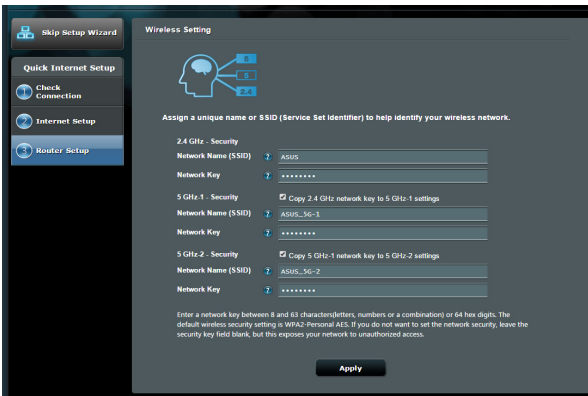 Skip Setup Wizard
Quick Internet Setup
1 Check Connection
2 Internet Setup
3 Router Setup
Wireless Setting
5
5
2.4
Assign a unique name or SSID (Service Set Identifier) to help identify your wireless network.
2.4 GHz - Security
Network Name (SSID) ? ASUS
Network Key ? ••••••••
5 GHz-1 - Security Copy 2.4 GHz network key to 5 GHz-1 settings
Network Name (SSID) ? ASUS_5G-1
Network Key ? ••••••••
5 GHz-2 - Security Copy 5 GHz-1 network key to 5 GHz-2 settings
Network Name (SSID) ? ASUS_5G-2
Network Key ? ••••••••
Enter a network key between 8 and 63 characters(letters, numbers or a combination) or 64 hex digits. The
default wireless security setting is WPA2-Personal AES. If you do not want to set the network security, leave the
security key field blank, but this exposes your network to unauthorized access.
Apply